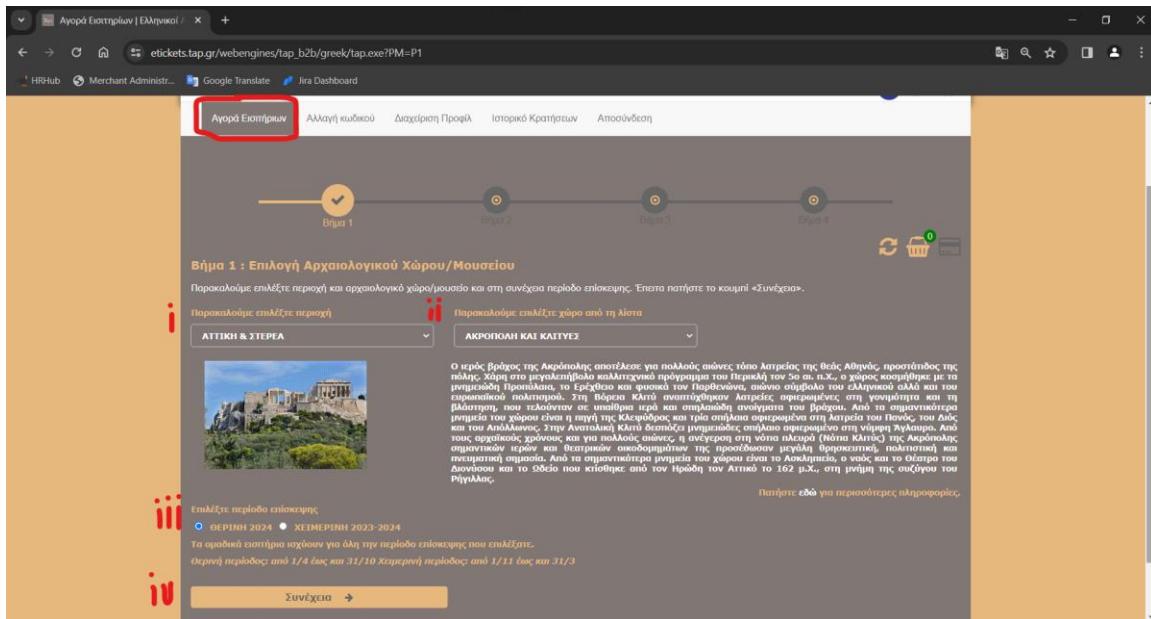 Αγορά Εισιτηρίων | Ελληνικοί Α
etickets.tap.gr/webengines/tap_b2b/greek/tap.exe?PM=P1
HRHub Merchant Administr... Google Translate Jira Dashboard
Αγορά Εισιτήριων Αλλαγή κωδικού Διαχείριση Προφίλ Ιστορικό Κρατήσεων Αποσύνδεση
Βήμα 1 Βήμα 2 Βήμα 3 Βήμα 4
0
Βήμα 1 : Επιλογή Αρχαιολογικού Χώρου/Μουσείου
Παρακαλούμε επιλέξτε περιοχή και αρχαιολογικό χώρο/μουσείο και στη συνέχεια περίοδο επίσκεψης. Έπειτα πατήστε το κουμπί «Συνέχεια».
i Παρακαλούμε επιλέξτε περιοχή ii Παρακαλούμε επιλέξτε χώρο από τη λίστα
ΑΤΤΙΚΗ & ΣΤΕΡΕΑ ΑΚΡΟΠΟΛΗ ΚΑΙ ΚΛΙΤΥΕΣ
Ο ιερός βράχος της Ακρόπολης αποτέλεσε για πολλούς αιώνες τόπο λατρείας της θεάς Αθηνάς, προστάτιδος της
πόλης. Χάρη στο μεγαλεπήβολο καλλιτεχνικό πρόγραμμα του Περικλή τον 5ο αι. π.Χ., ο χώρος κοσμήθηκε με τα
μνημειώδη Προπύλαια, το Ερέχθειο και φυσικά τον Παρθενώνα, αιώνιο σύμβολο του ελληνικού αλλά και του
ευρωπαϊκού πολιτισμού. Στη Βόρεια Κλιτύ αναπτύχθηκαν λατρείες αφιερωμένες στη γονιμότητα και τη
βλάστηση, που τελούνταν σε υπαίθρια ιερά και σπηλαιώδη ανοίγματα του βράχου. Από τα σημαντικότερα
μνημεία του χώρου είναι η πηγή της Κλεψύδρας και τρία σπήλαια αφιερωμένα στη λατρεία του Πανός, του Διός
και του Απόλλωνος. Στην Ανατολική Κλιτύ δεσπόζει μνημειώδες σπήλαιο αφιερωμένο στη νύμφη Άγλαυρο. Από
τους αρχαϊκούς χρόνους και για πολλούς αιώνες, η ανέγερση στη νότια πλευρά (Νότια Κλιτύς) της Ακρόπολης
σημαντικών ιερών και θεατρικών οικοδομημάτων της προσέδωσαν μεγάλη θρησκευτική, πολιτιστική και
πνευματική σημασία. Από τα σημαντικότερα μνημεία του χώρου είναι το Ασκληπιείο, ο ναός και το Θέατρο του
Διονύσου και το Ωδείο που κτίσθηκε από τον Ηρώδη τον Αττικό το 162 μ.Χ., στη μνήμη της συζύγου του
Ρήγιλλας.
Πατήστε εδώ για περισσότερες πληροφορίες.
iii Επιλέξτε περίοδο επίσκεψης
ΘΕΡΙΝΗ 2024 ΧΕΙΜΕΡΙΝΗ 2023-2024
Τα ομαδικά εισιτήρια ισχύουν για όλη την περίοδο επίσκεψης που επιλέξατε.
Θερινή περίοδος: από 1/4 έως και 31/10 Χειμερινή περίοδος: από 1/11 έως και 31/3
iv Συνέχεια